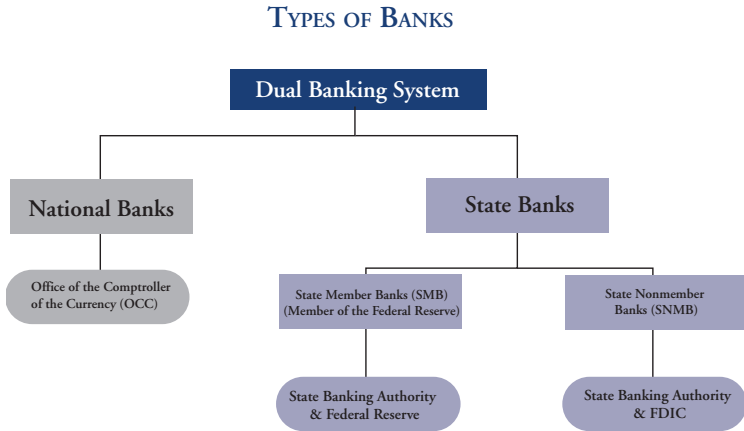 TYPES OF BANKS
Dual Banking System
National Banks
State Banks
Office of the Comptroller
of the Currency (OCC)
State Member Banks (SMB)
(Member of the Federal Reserve)
State Nonmember
Banks (SNMB)
State Banking Authority
& Federal Reserve
State Banking Authority
& FDIC